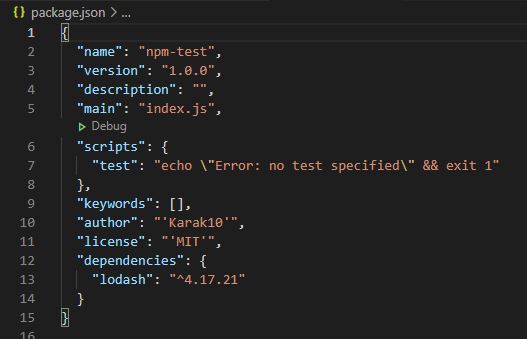 {} package.json > ...
1 {
2 "name": "npm-test",
3 "version": "1.0.0",
4 "description": "",
5 "main": "index.js",
Debug
6 "scripts": {
7 "test": "echo \"Error: no test specified\" && exit 1"
8 },
9 "keywords": [],
10 "author": "'Karak10'",
11 "license": "'MIT'",
12 "dependencies": {
13 "lodash": "^4.17.21"
14 }
15 }
16